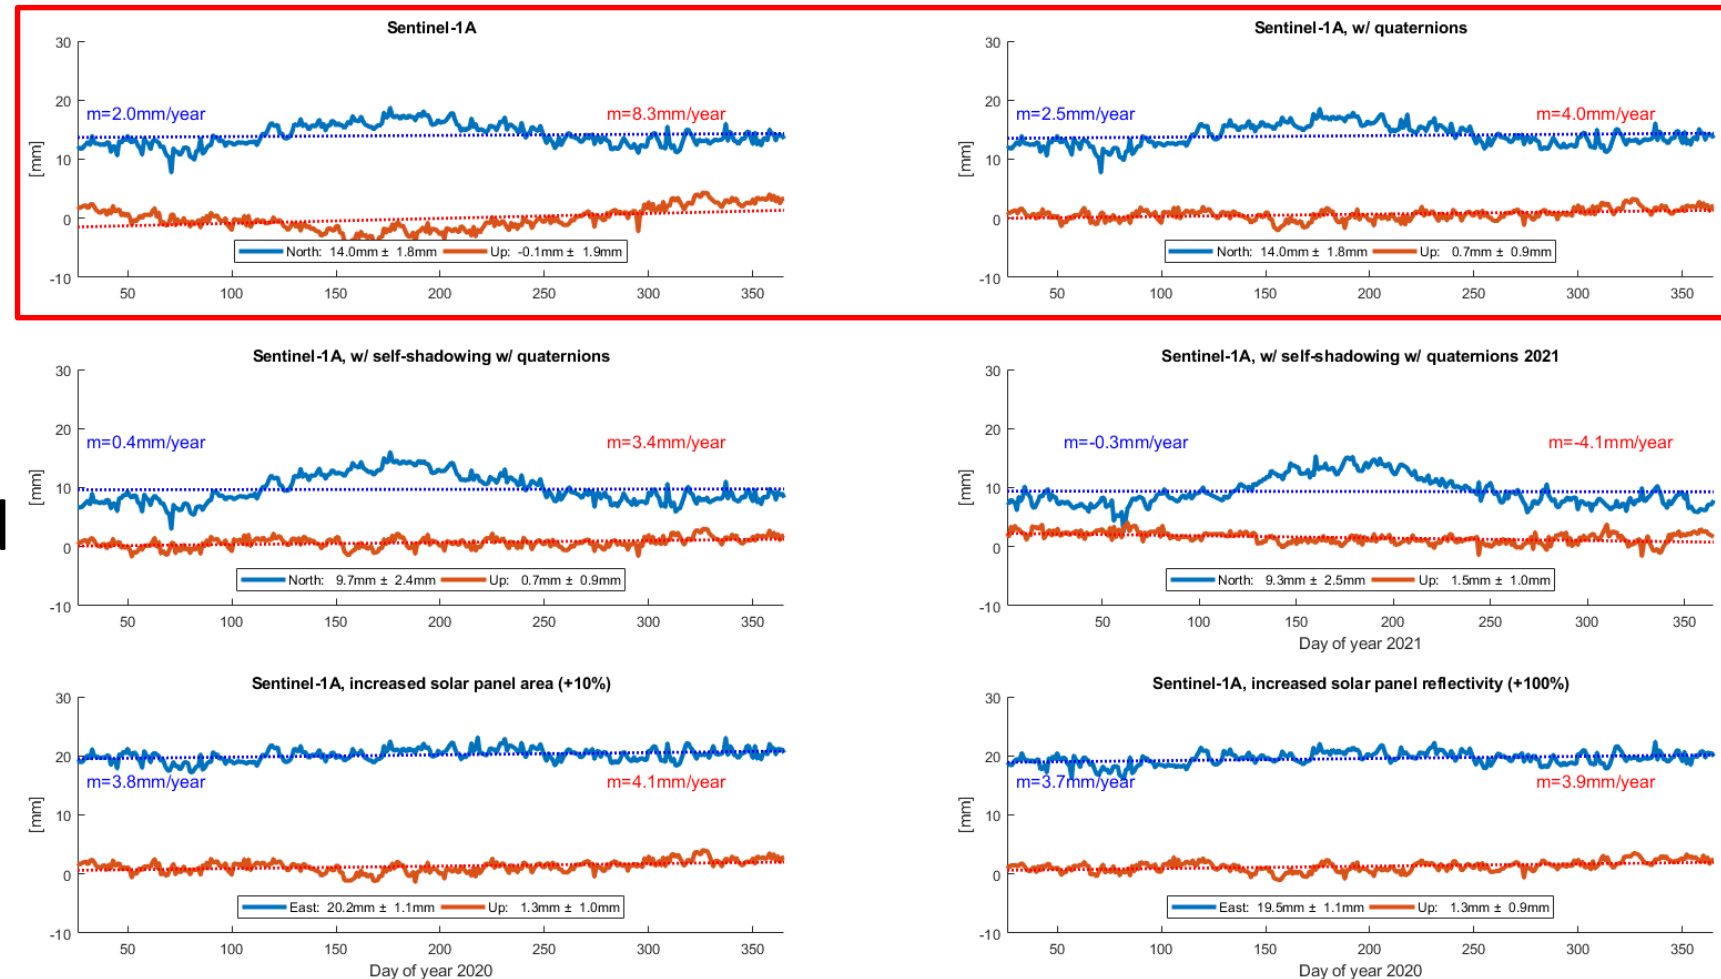 Sentinel-1A
30
20
10
0
-10
[mm]
m=2.0mm/year
m=8.3mm/year
North: 14.0mm ± 1.8mm Up: -0.1mm ± 1.9mm
50 100 150 200 250 300 350
Sentinel-1A, w/ quaternions
30
20
10
0
-10
[mm]
m=2.5mm/year
m=4.0mm/year
North: 14.0mm ± 1.8mm Up: 0.7mm ± 0.9mm
50 100 150 200 250 300 350
Sentinel-1A, w/ self-shadowing w/ quaternions
30
20
10
0
-10
[mm]
m=0.4mm/year
m=3.4mm/year
North: 9.7mm ± 2.4mm Up: 0.7mm ± 0.9mm
50 100 150 200 250 300 350
Sentinel-1A, w/ self-shadowing w/ quaternions 2021
30
20
10
0
-10
[mm]
m=-0.3mm/year
m=-4.1mm/year
North: 9.3mm ± 2.5mm Up: 1.5mm ± 1.0mm
50 100 150 200 250 300 350
Day of year 2021
Sentinel-1A, increased solar panel area (+10%)
30
20
10
0
-10
[mm]
m=3.8mm/year
m=4.1mm/year
East: 20.2mm ± 1.1mm Up: 1.3mm ± 1.0mm
50 100 150 200 250 300 350
Day of year 2020
Sentinel-1A, increased solar panel reflectivity (+100%)
30
20
10
0
-10
[mm]
m=3.7mm/year
m=3.9mm/year
East: 19.5mm ± 1.1mm Up: 1.3mm ± 0.9mm
50 100 150 200 250 300 350
Day of year 2020